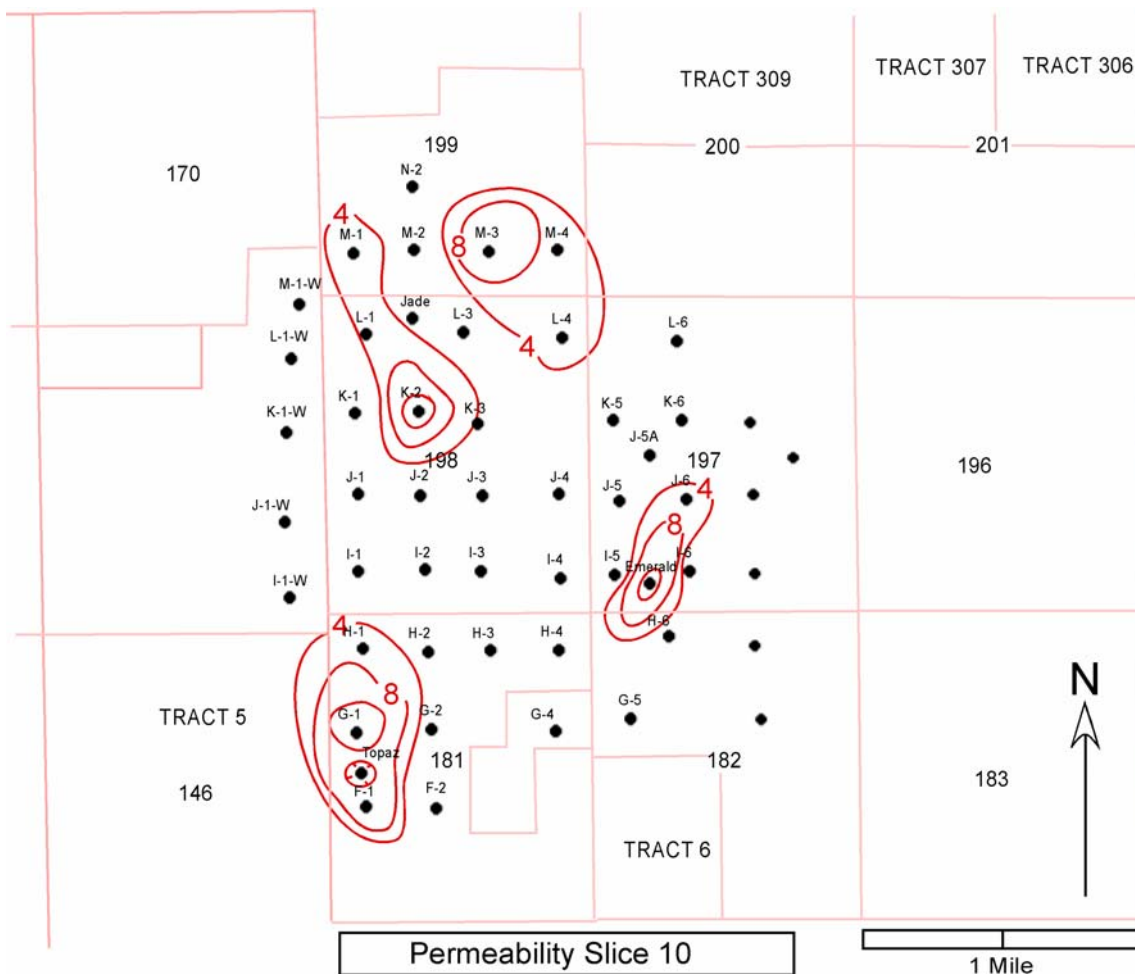 TRACT 309
TRACT 307
TRACT 306
199
200
201
170
N-2
4
M-1
M-2
8
M-3
M-4
M-1-W
Jade
L-1
L-3
L-4
4
L-6
L-1-W
K-1
K-2
K-3
K-5
K-6
K-1-W
J-5A
198
197
196
J-1
J-2
J-3
J-4
J-5
J-6
4
J-1-W
8
I-1
I-2
I-3
I-4
I-5
I-6
Emerald
I-1-W
4
H-1
H-2
H-3
H-4
H-6
8
N
TRACT 5
G-1
G-2
G-4
G-5
Topaz
181
182
183
146
F-1
F-2
TRACT 6
Permeability Slice 10
1 Mile